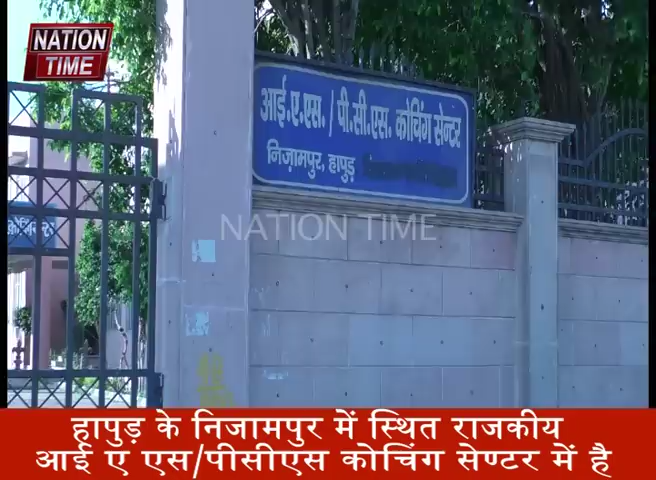 NATION
TIME
आई.ए.एस. / पी.सी.एस. कोचिंग सेन्टर
निज़ामपुर, हापुड़
NATION TIME
हापुड़ के निजामपुर में स्थित राजकीय
आई ए एस/पीसीएस कोचिंग सेण्टर में है